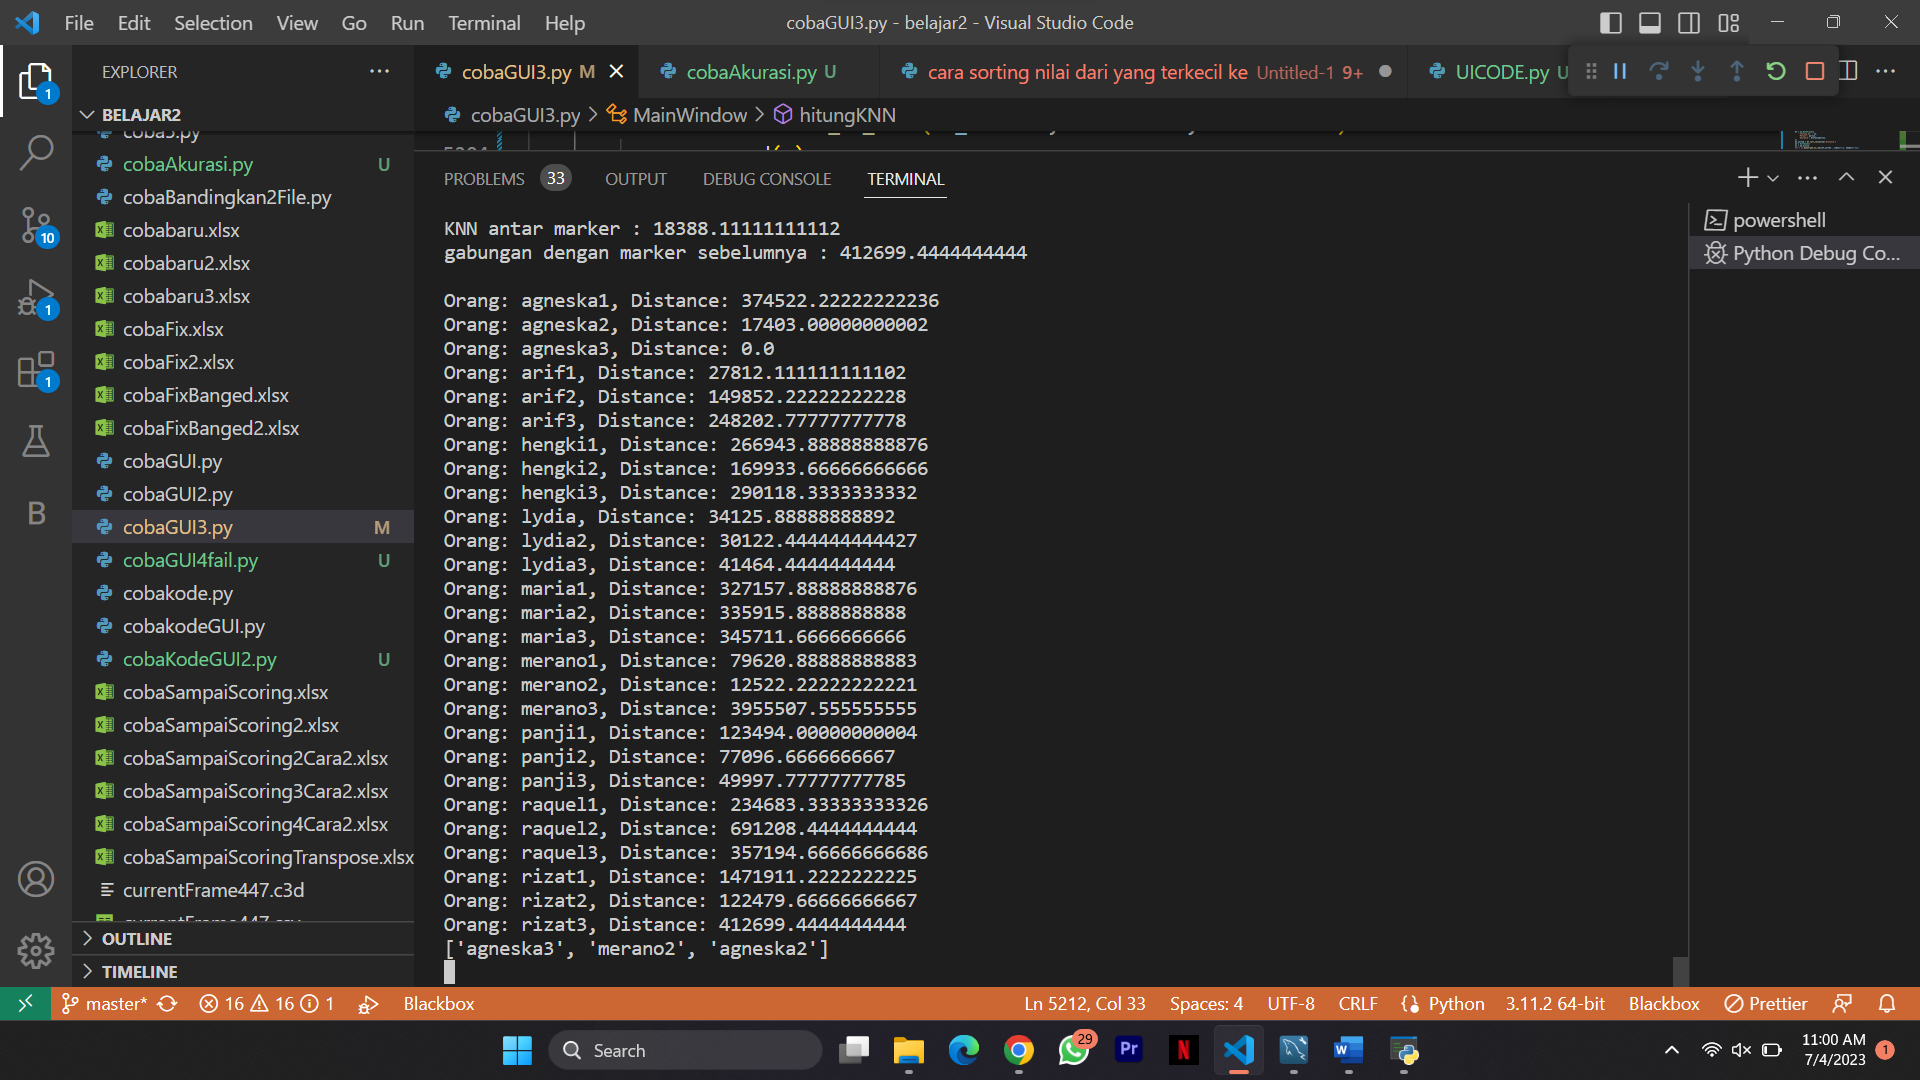 File Edit Selection View Go Run Terminal Help
cobaGUI3.py - belajar2 - Visual Studio Code
EXPLORER
cobaGUI3.py M
cobaAkurasi.py U
cara sorting nilai dari yang terkecil ke Untitled-1 9+
UICODE.py U
BELAJAR2
cobaGUI3.py > MainWindow > hitungKNN
coba5.py
cobaAkurasi.py U
cobaBandingkan2File.py
cobabaru.xlsx
cobabaru2.xlsx
cobabaru3.xlsx
cobaFix.xlsx
cobaFix2.xlsx
cobaFixBanged.xlsx
cobaFixBanged2.xlsx
cobaGUI.py
cobaGUI2.py
cobaGUI3.py M
cobaGUI4fail.py U
cobakode.py
cobakodeGUI.py
cobaKodeGUI2.py U
cobaSampaiScoring.xlsx
cobaSampaiScoring2.xlsx
cobaSampaiScoring2Cara2.xlsx
cobaSampaiScoring3Cara2.xlsx
cobaSampaiScoring4Cara2.xlsx
cobaSampaiScoringTranspose.xlsx
currentFrame447.c3d
OUTLINE
TIMELINE
1
10
1
1
B
PROBLEMS 33 OUTPUT DEBUG CONSOLE TERMINAL
powershell
Python Debug Co...
KNN antar marker : 18388.11111111112
gabungan dengan marker sebelumnya : 412699.4444444444
Orang: agneska1, Distance: 374522.22222222236
Orang: agneska2, Distance: 17403.00000000002
Orang: agneska3, Distance: 0.0
Orang: arif1, Distance: 27812.111111111102
Orang: arif2, Distance: 149852.22222222228
Orang: arif3, Distance: 248202.77777777778
Orang: hengki1, Distance: 266943.88888888876
Orang: hengki2, Distance: 169933.66666666666
Orang: hengki3, Distance: 290118.3333333332
Orang: lydia, Distance: 34125.88888888892
Orang: lydia2, Distance: 30122.444444444427
Orang: lydia3, Distance: 41464.4444444444
Orang: maria1, Distance: 327157.88888888876
Orang: maria2, Distance: 335915.8888888888
Orang: maria3, Distance: 345711.6666666666
Orang: merano1, Distance: 79620.88888888883
Orang: merano2, Distance: 12522.22222222221
Orang: merano3, Distance: 3955507.555555555
Orang: panji1, Distance: 123494.00000000004
Orang: panji2, Distance: 77096.6666666667
Orang: panji3, Distance: 49997.77777777785
Orang: raquel1, Distance: 234683.33333333326
Orang: raquel2, Distance: 691208.4444444444
Orang: raquel3, Distance: 357194.66666666686
Orang: rizat1, Distance: 1471911.2222222225
Orang: rizat2, Distance: 122479.66666666667
Orang: rizat3, Distance: 412699.4444444444
['agneska3', 'merano2', 'agneska2']
master* 16 16 1 Blackbox
Ln 5212, Col 33 Spaces: 4 UTF-8 CRLF Python 3.11.2 64-bit Blackbox Prettier
Search
29
Pr
N
W
11:00 AM
7/4/2023
1